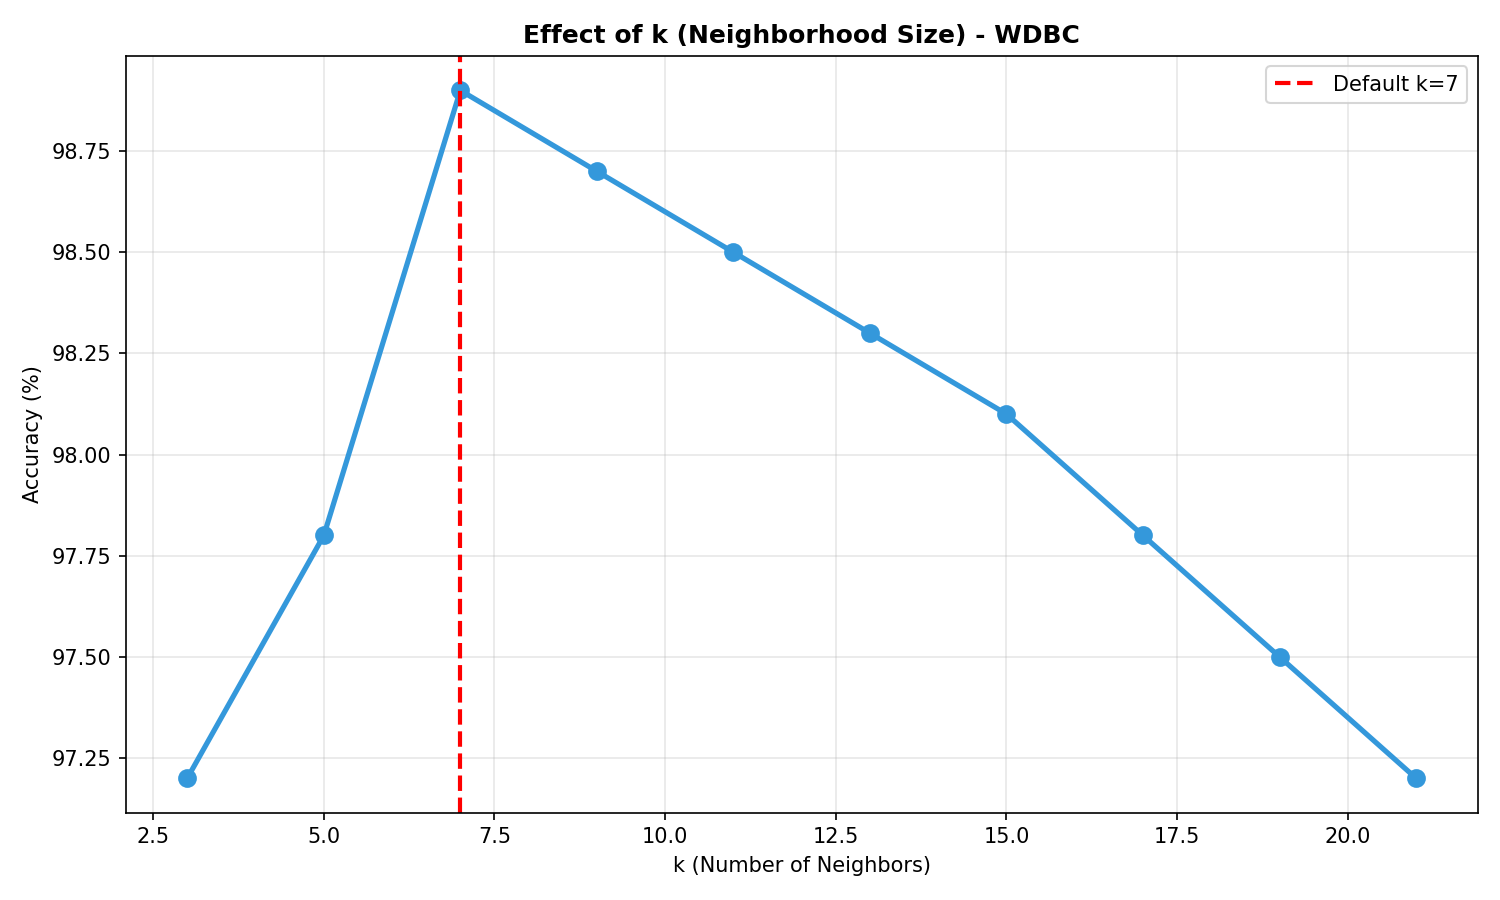 Effect of k (Neighborhood Size) - WDBC
Default k=7
Accuracy (%)
98.75
98.50
98.25
98.00
97.75
97.50
97.25
2.5 5.0 7.5 10.0 12.5 15.0 17.5 20.0
k (Number of Neighbors)